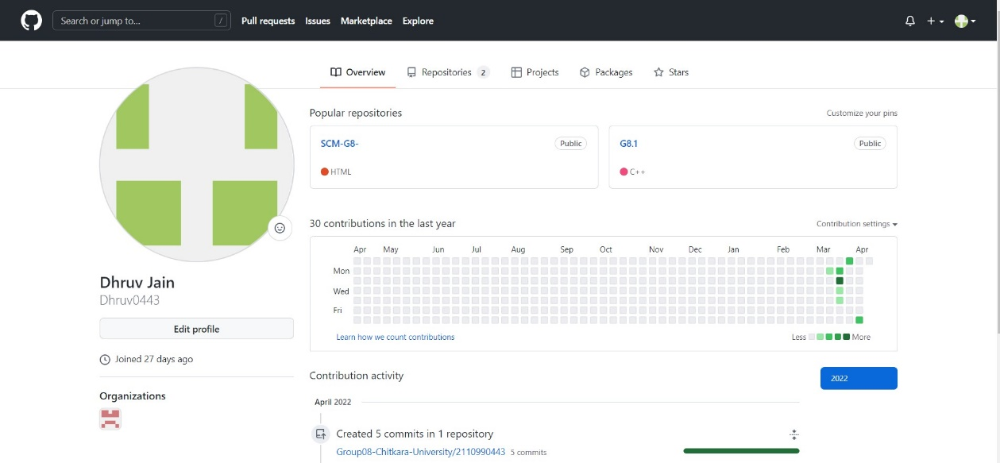 Search or jump to... /
Pull requests Issues Marketplace Explore
Overview Repositories 2 Projects Packages Stars
Popular repositories Customize your pins
SCM-G8- Public
HTML
G8.1 Public
C++
30 contributions in the last year Contribution settings
Apr May Jun Jul Aug Sep Oct Nov Dec Jan Feb Mar Apr
Mon
Wed
Fri
Learn how we count contributions Less More
Dhruv Jain
Dhruv0443
Edit profile
Joined 27 days ago
Organizations
Contribution activity 2022
April 2022
Created 5 commits in 1 repository
Group08-Chitkara-University/2110990443 5 commits